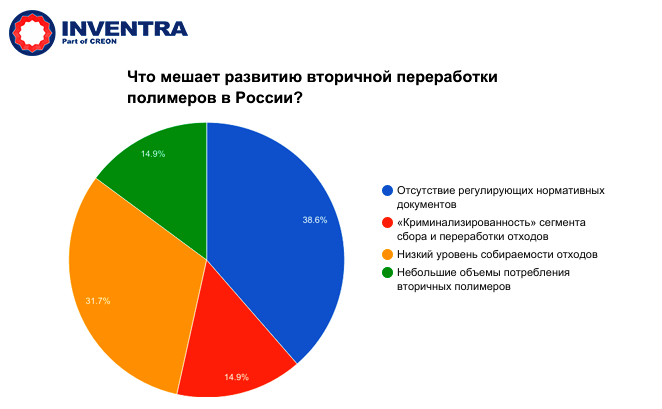 INVENTRA
Part of CREON
Что мешает развитию вторичной переработки
полимеров в России?
14.9%
38.6%
31.7%
14.9%
Отсутствие регулирующих нормативных
документов
«Криминализированность» сегмента
сбора и переработки отходов
Низкий уровень собираемости отходов
Небольшие объемы потребления
вторичных полимеров